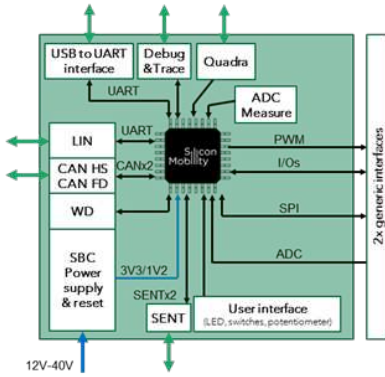 USB to UART
interface
Debug
&Trace
Quadra
UART
ADC
Measure
LIN
UART
CAN HS
CAN FD
CANx2
WD
Silicon
Mobility
PWM
I/Os
SPI
ADC
2x generic interfaces
SBC
Power
supply
& reset
3V3/1V2
SENTx2
SENT
User interface
(LED, switches, potentiometer)
12V-40V